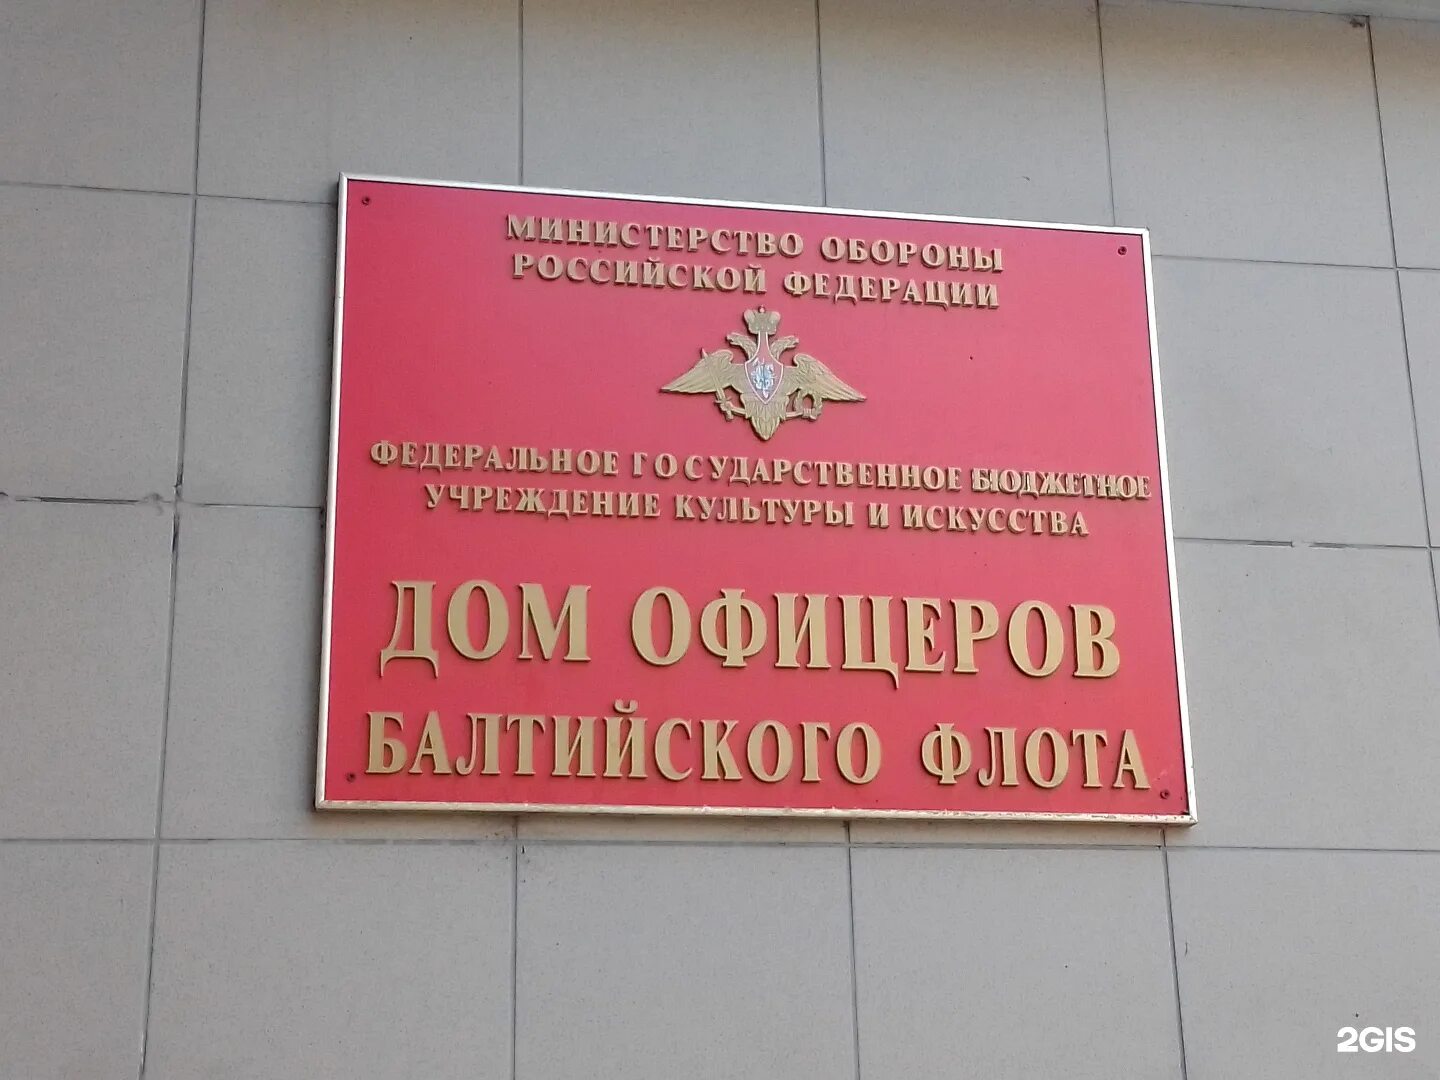 МИНИСТЕРСТВО ОБОРОНЫ
РОССИЙСКОЙ ФЕДЕРАЦИИ
ФЕДЕРАЛЬНОЕ ГОСУДАРСТВЕННОЕ БЮДЖЕТНОЕ
УЧРЕЖДЕНИЕ КУЛЬТУРЫ И ИСКУССТВА
ДОМ ОФИЦЕРОВ
БАЛТИЙСКОГО ФЛОТА
2GIS